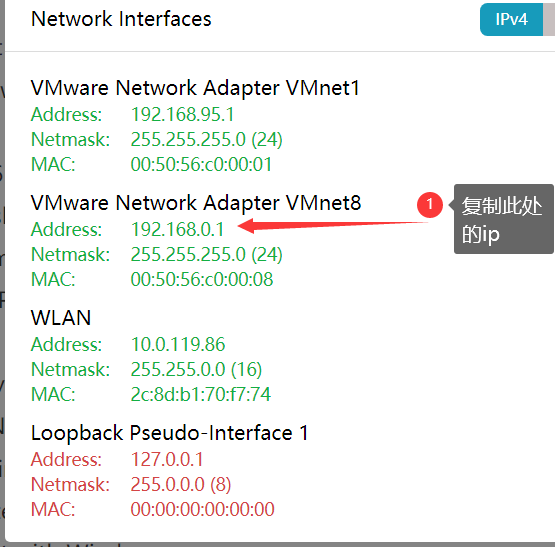 Network Interfaces
IPv4
VMware Network Adapter VMnet1
Address: 192.168.95.1
Netmask: 255.255.255.0 (24)
MAC: 00:50:56:c0:00:01
VMware Network Adapter VMnet8
Address: 192.168.0.1
Netmask: 255.255.255.0 (24)
MAC: 00:50:56:c0:00:08
1
复制此处
的ip
WLAN
Address: 10.0.119.86
Netmask: 255.255.0.0 (16)
MAC: 2c:8d:b1:70:f7:74
Loopback Pseudo-Interface 1
Address: 127.0.0.1
Netmask: 255.0.0.0 (8)
MAC: 00:00:00:00:00:00